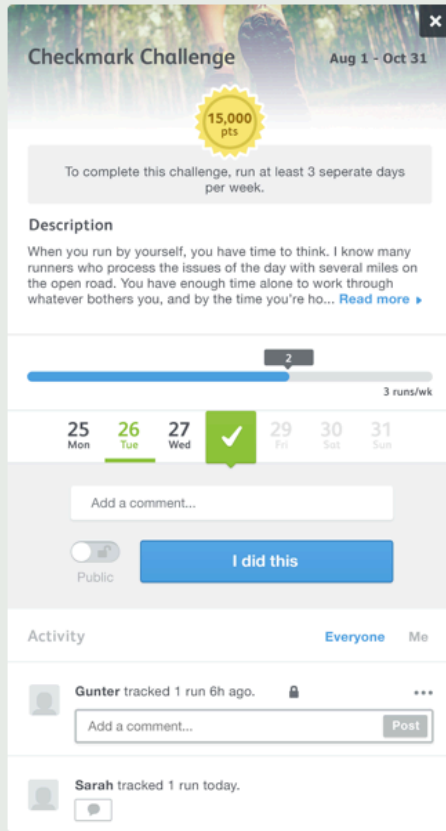 Checkmark Challenge
Aug 1 - Oct 31
15,000
pts
To complete this challenge, run at least 3 seperate days
per week.
Description
When you run by yourself, you have time to think. I know many
runners who process the issues of the day with several miles on
the open road. You have enough time alone to work through
whatever bothers you, and by the time you're ho... Read more
2
3 runs/wk
25 26 27 29 30 31
Mon Tue Wed Fri Sat Sun
Add a comment...
Public
I did this
Activity
Everyone Me
Gunter tracked 1 run 6h ago.
Add a comment...
Post
Sarah tracked 1 run today.